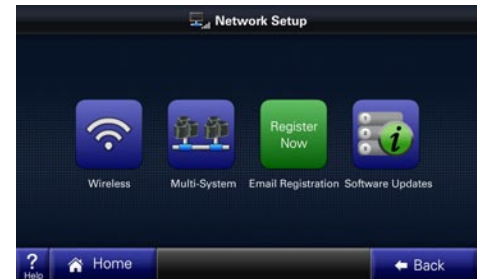 Network Setup
Register
Now
Wireless
Multi-System
Email Registration
Software Updates
?
Help
Home
Back